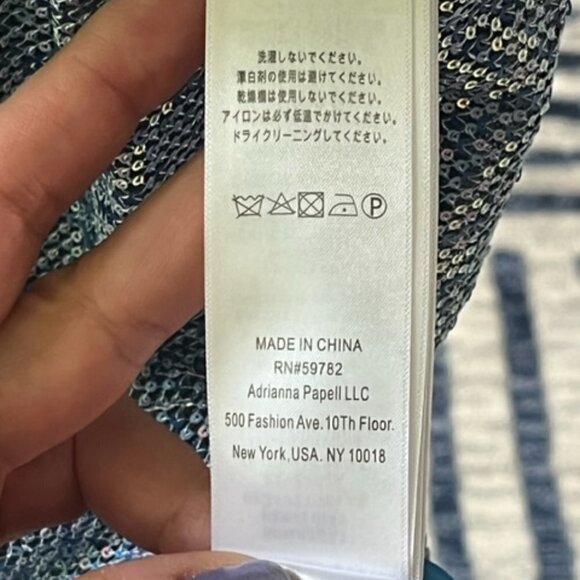 洗濯しないでください。
漂白剤の使用は避けてください。
乾燥機は使用しないでください。
アイロンは必ず低温でかけてください。
ドライクリーニングしてください。
P
MADE IN CHINA
RN#59782
Adrianna Papell LLC
500 Fashion Ave.10Th Floor.
New York,USA. NY 10018